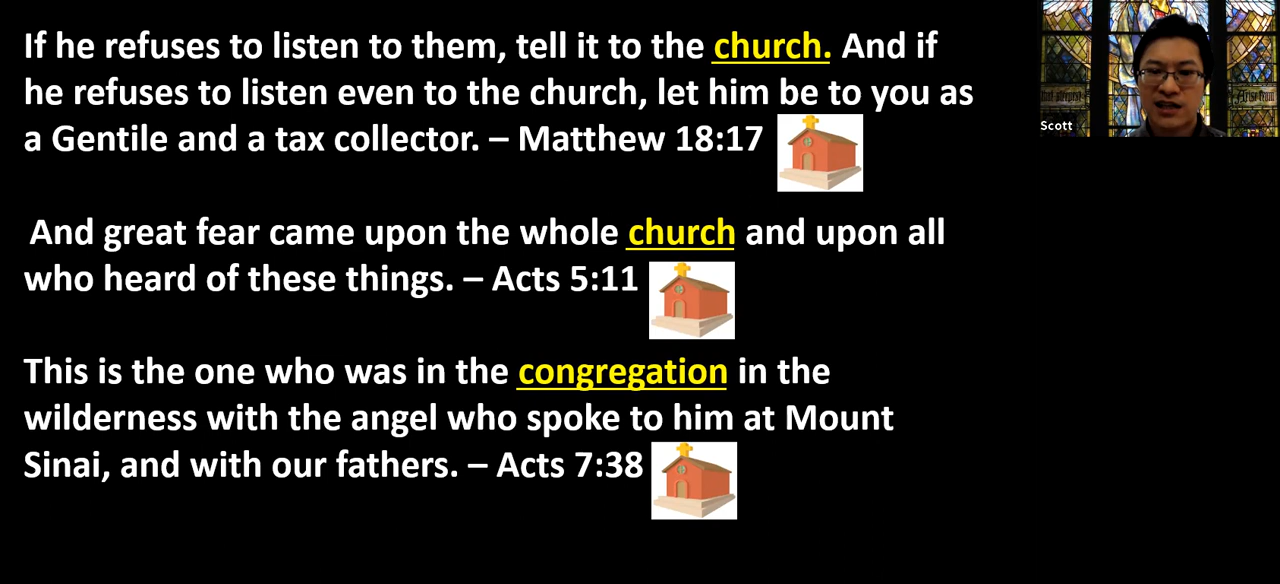 If he refuses to listen to them, tell it to the church. And if
he refuses to listen even to the church, let him be to you as
a Gentile and a tax collector. – Matthew 18:17
And great fear came upon the whole church and upon all
who heard of these things. – Acts 5:11
This is the one who was in the congregation in the
wilderness with the angel who spoke to him at Mount
Sinai, and with our fathers. – Acts 7:38
Scott